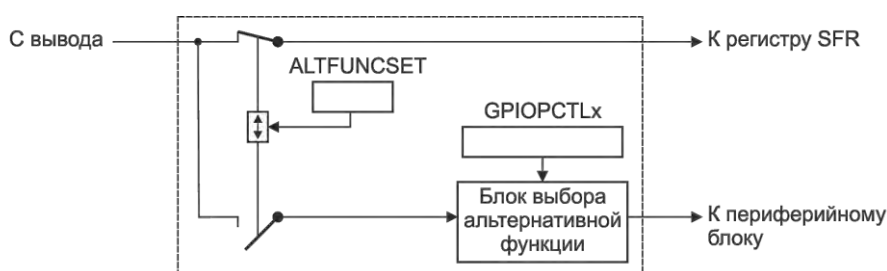 С вывода
К регистру SFR
ALTFUNCSET
GPIOPCTLx
Блок выбора
альтернативной
функции
К периферийному
блоку